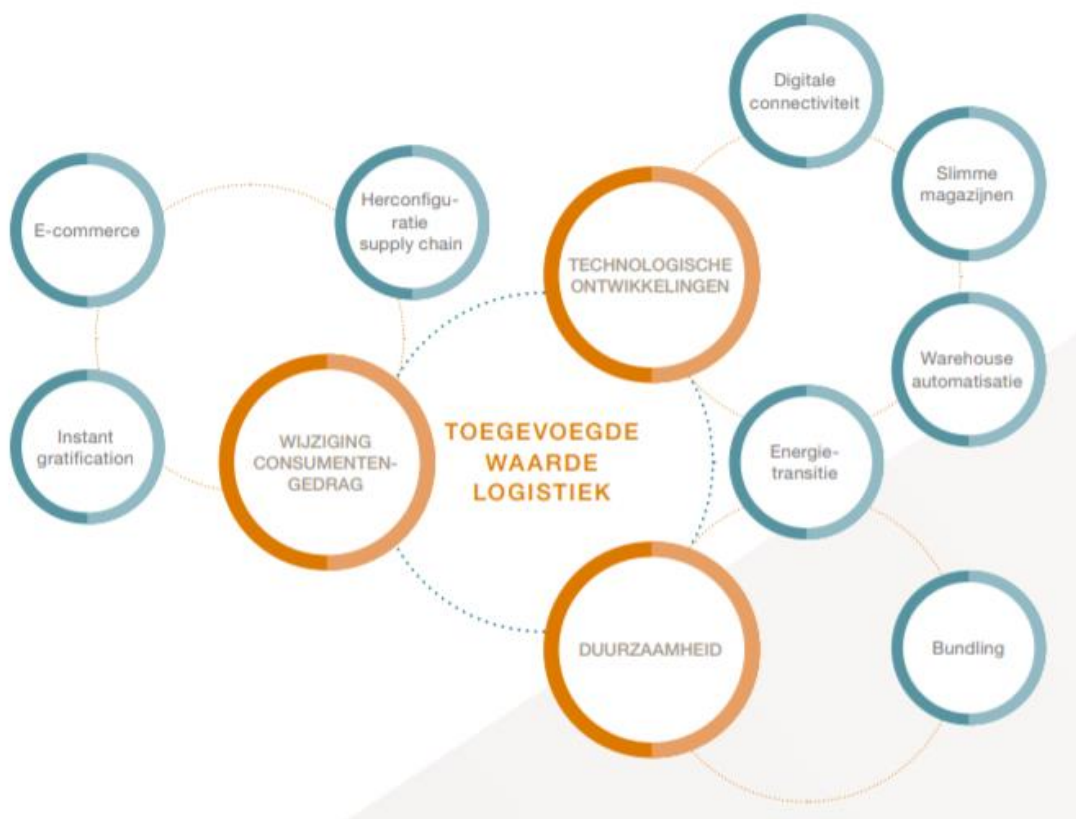 Digitale
connectiviteit
Slimme
magazijnen
E-commerce
Herconfigu-
ratie
supply chain
TECHNOLOGISCHE
ONTWIKKELINGEN
Warehouse
automatisatie
Instant
gratification
WIJZIGING
CONSUMENTEN-
GEDRAG
TOEGEVOEGDE
WAARDE
LOGISTIEK
Energie-
transitie
DUURZAAMHEID
Bundling